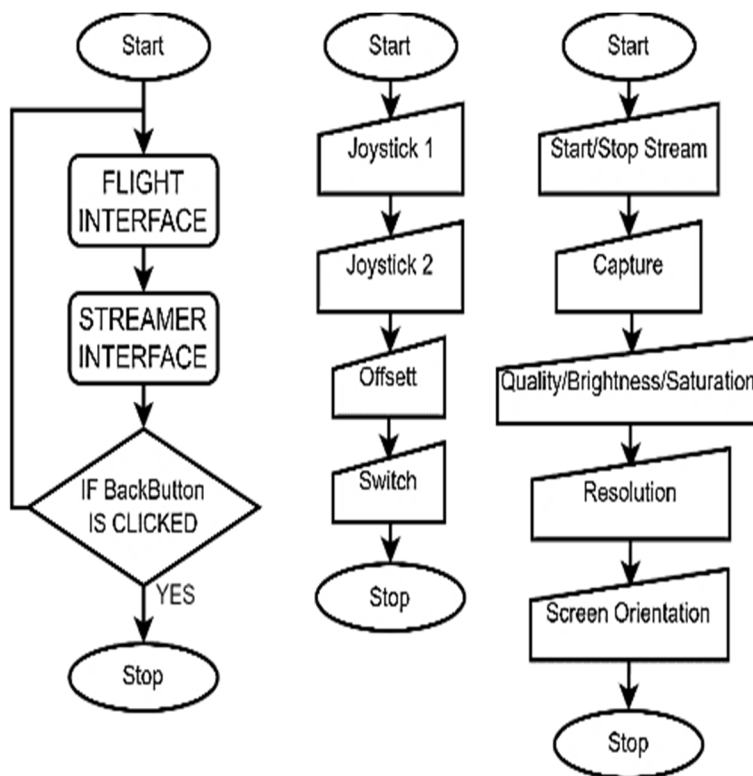 Start
FLIGHT
INTERFACE
STREAMER
INTERFACE
IF BackButton
IS CLICKED
YES
Stop
Start
Joystick 1
Joystick 2
Offsett
Switch
Stop
Start
Start/Stop Stream
Capture
Quality/Brightness/Saturation
Resolution
Screen Orientation
Stop